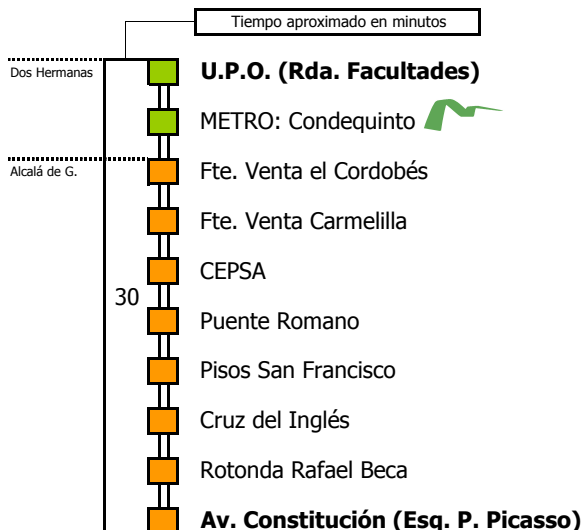 Tiempo aproximado en minutos
Dos Hermanas
U.P.O. (Rda. Facultades)
METRO: Condequinto
Alcalá de G.
Fte. Venta el Cordobés
Fte. Venta Carmelilla
CEPSA
30
Puente Romano
Pisos San Francisco
Cruz del Inglés
Rotonda Rafael Beca
Av. Constitución (Esq. P. Picasso)